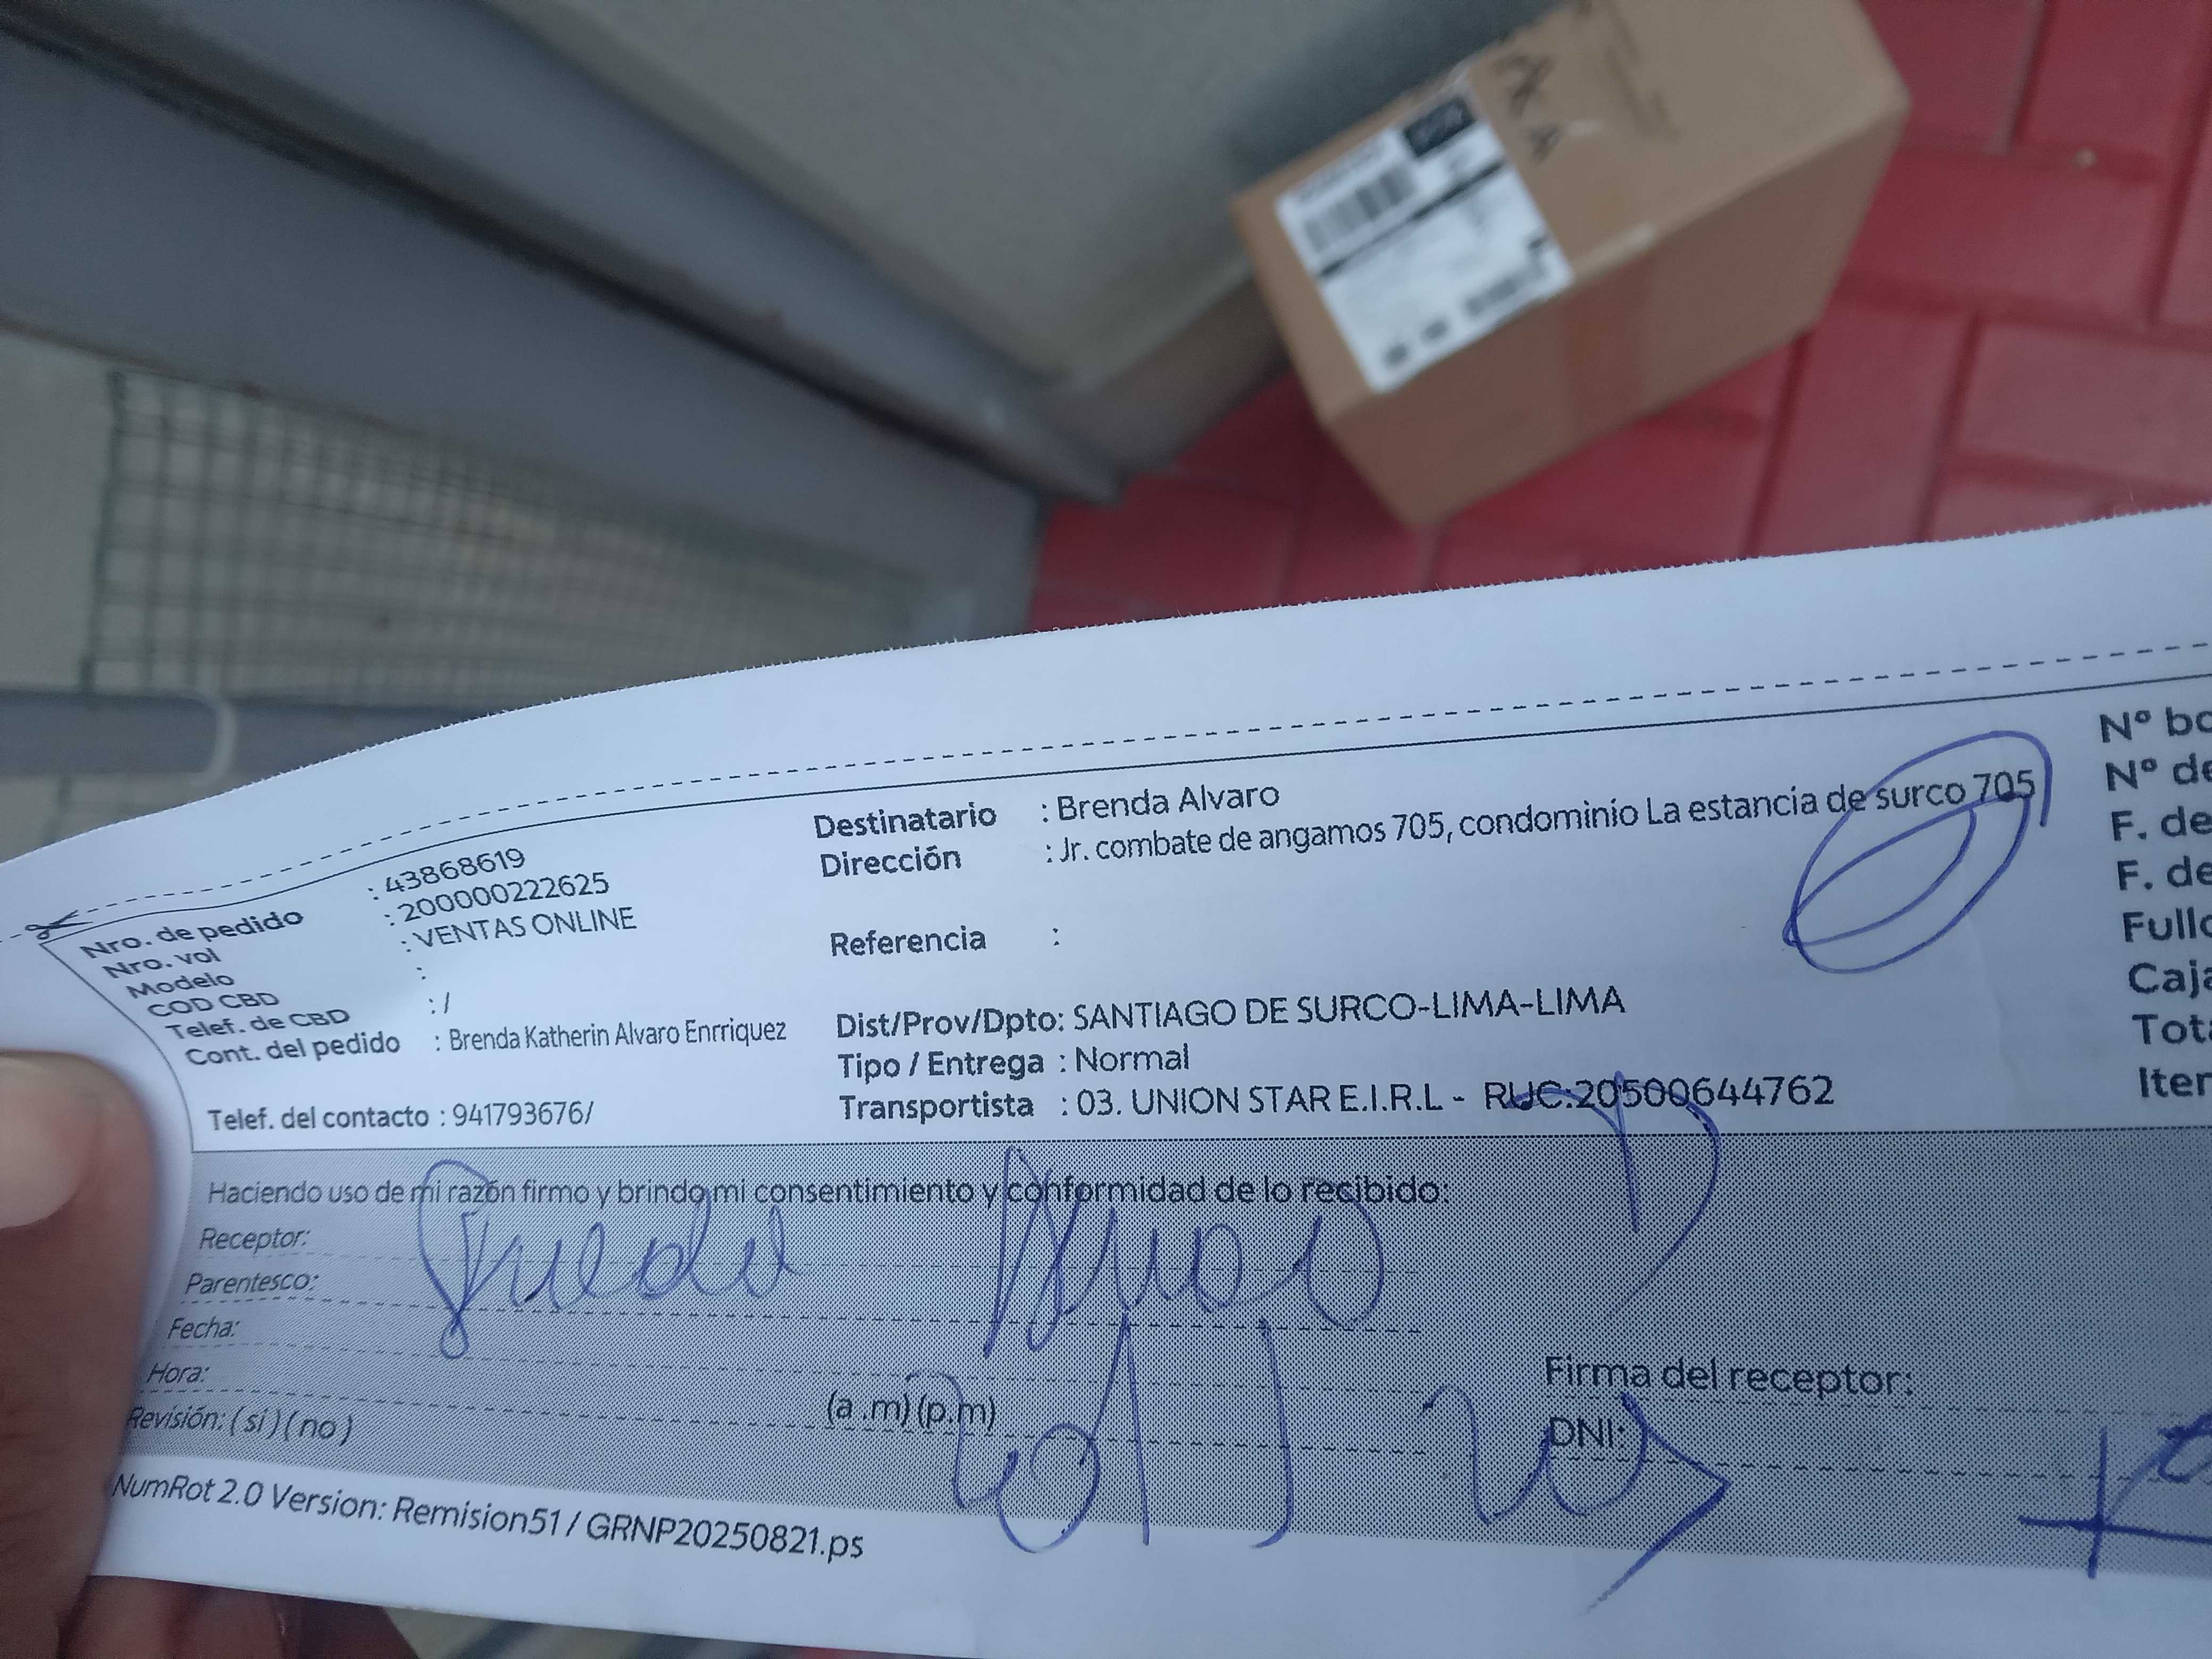 Nro. de pedido : 43868619
Nro. vol : 200000222625
Modelo : VENTAS ONLINE
COD CBD :
Telef. de CBD : /
Cont. del pedido : Brenda Katherin Alvaro Enrriquez
Telef. del contacto : 941793676/
Destinatario : Brenda Alvaro
Dirección : Jr. combate de angamos 705, condominio La estancia de surco 705
Referencia :
Dist/Prov/Dpto: SANTIAGO DE SURCO-LIMA-LIMA
Tipo / Entrega : Normal
Transportista : 03. UNION STAR E.I.R.L - RUC:20500644762
N° bo
N° de
F. de
F. de
Fullc
Caja
Tota
Iter
Haciendo uso de mi razón firmo y brindo mi consentimiento y conformidad de lo recibido:
Receptor:
Parentesco:
Fecha:
Hora: (a .m) (p.m)
Revisión: ( si ) ( no )
Firma del receptor:
DNI:
NumRot 2.0 Version: Remision51 / GRNP20250821.ps